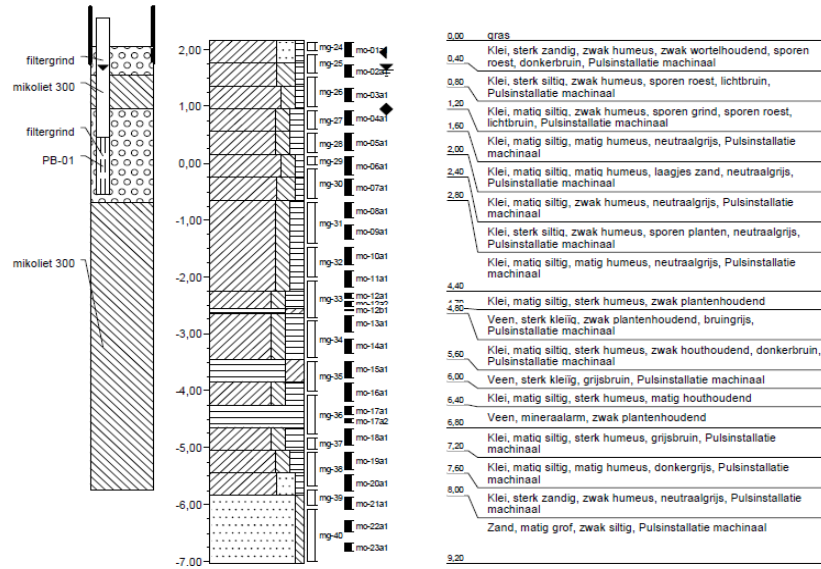 filtergrind
mikoliet 300
filtergrind
PB-01
mikoliet 300
2,00
1,00
0,00
-1,00
-2,00
-3,00
-4,00
-5,00
-6,00
-7,00
mg-24
mg-25
mg-26
mg-27
mg-28
mg-29
mg-30
mg-31
mg-32
mg-33
mg-34
mg-35
mg-36
mg-37
mg-38
mg-39
mg-40
mo-01a1
mo-02a1
mo-03a1
mo-04a1
mo-05a1
mo-06a1
mo-07a1
mo-08a1
mo-09a1
mo-10a1
mo-11a1
mo-12a1
mo-12a2
mo-12b1
mo-13a1
mo-14a1
mo-15a1
mo-16a1
mo-17a1
mo-17a2
mo-18a1
mo-19a1
mo-20a1
mo-21a1
mo-22a1
mo-23a1
0,00 gras
0,40 Klei, sterk zandig, zwak humeus, zwak wortelhoudend, sporen
roest, donkerbruin, Pulsinstallatie machinaal
0,80 Klei, sterk siltig, zwak humeus, sporen roest, lichtbruin,
Pulsinstallatie machinaal
1,20 Klei, matig siltig, zwak humeus, sporen grind, sporen roest,
lichtbruin, Pulsinstallatie machinaal
1,60 Klei, matig siltig, matig humeus, neutraalgrijs, Pulsinstallatie
machinaal
2,00 Klei, matig siltig, matig humeus, laagjes zand, neutraalgrijs,
Pulsinstallatie machinaal
2,40 Klei, matig siltig, zwak humeus, neutraalgrijs, Pulsinstallatie
machinaal
2,80 Klei, sterk siltig, zwak humeus, sporen planten, neutraalgrijs,
Pulsinstallatie machinaal
Klei, matig siltig, matig humeus, neutraalgrijs, Pulsinstallatie
machinaal
4,40
4,70 Klei, matig siltig, sterk humeus, zwak plantenhoudend
4,80 Veen, sterk kleiïg, zwak plantenhoudend, bruingrijs,
Pulsinstallatie machinaal
5,60 Klei, matig siltig, sterk humeus, zwak houthoudend, donkerbruin,
Pulsinstallatie machinaal
6,00 Veen, sterk kleiïg, grijsbruin, Pulsinstallatie machinaal
6,40 Klei, matig siltig, sterk humeus, matig houthoudend
6,80 Veen, mineraalarm, zwak plantenhoudend
7,20 Klei, matig siltig, sterk humeus, grijsbruin, Pulsinstallatie
machinaal
7,60 Klei, matig siltig, matig humeus, donkergrijs, Pulsinstallatie
machinaal
8,00 Klei, sterk zandig, zwak humeus, neutraalgrijs, Pulsinstallatie
machinaal
Zand, matig grof, zwak siltig, Pulsinstallatie machinaal
9,20